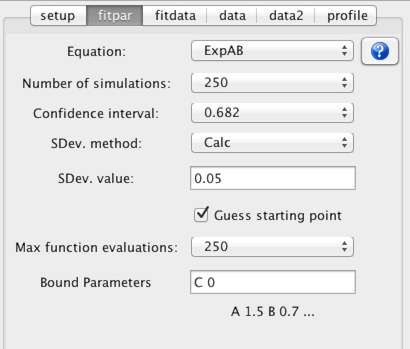 setup fitpar fitdata data data2 profile
Equation: ExpAB ?
Number of simulations: 250
Confidence interval: 0.682
SDev. method: Calc
SDev. value: 0.05
Guess starting point
Max function evaluations: 250
Bound Parameters C 0
A 1.5 B 0.7 ...